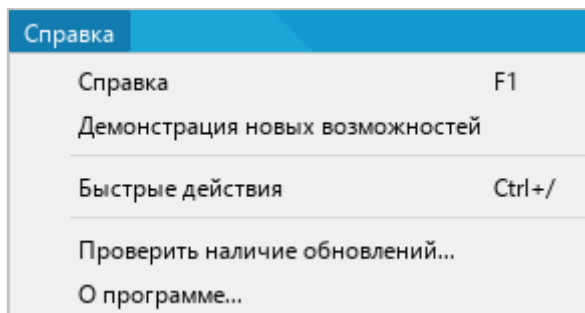 Справка
Справка F1
Демонстрация новых возможностей
Быстрые действия Ctrl+/
Проверить наличие обновлений...
О программе...